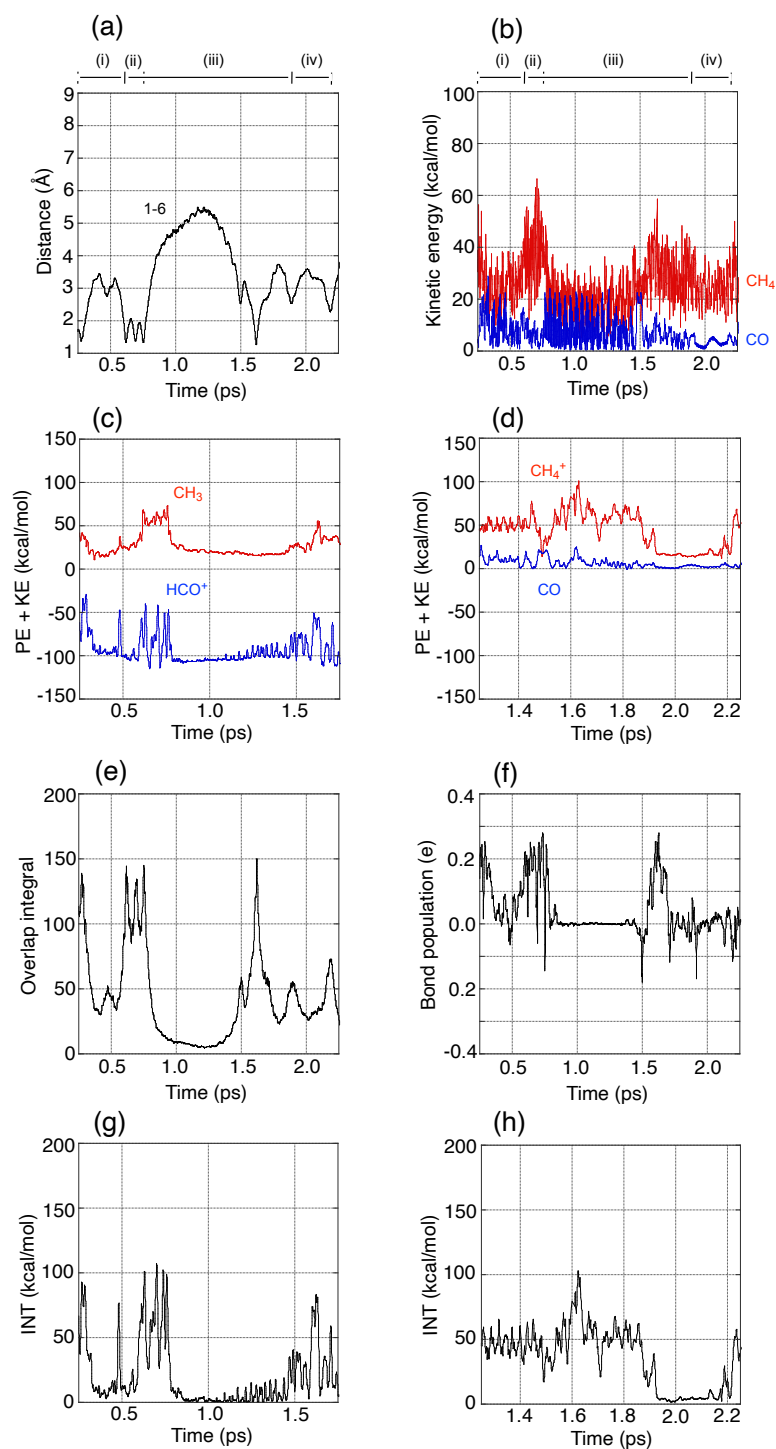 (a)
(i) (ii) (iii) (iv)
9
8
7
6
5
4
3
2
1
Distance (Å)
1-6
0.5 1.0 1.5 2.0
Time (ps)
(b)
(i) (ii) (iii) (iv)
100
80
60
40
20
0
Kinetic energy (kcal/mol)
CH4
CO
0.5 1.0 1.5 2.0
Time (ps)
(c)
150
100
50
0
-50
-100
-150
PE + KE (kcal/mol)
CH3
HCO+
0.5 1.0 1.5
Time (ps)
(d)
150
100
50
0
-50
-100
-150
PE + KE (kcal/mol)
CH4+
CO
1.4 1.6 1.8 2.0 2.2
Time (ps)
(e)
200
150
100
50
0
Overlap integral
0.5 1.0 1.5 2.0
Time (ps)
(f)
0.4
0.2
0.0
0.2
-0.4
Bond population (e)
0.5 1.0 1.5 2.0
Time (ps)
(g)
200
150
100
50
0
INT (kcal/mol)
0.5 1.0 1.5
Time (ps)
(h)
200
150
100
50
0
INT (kcal/mol)
1.4 1.6 1.8 2.0 2.2
Time (ps)